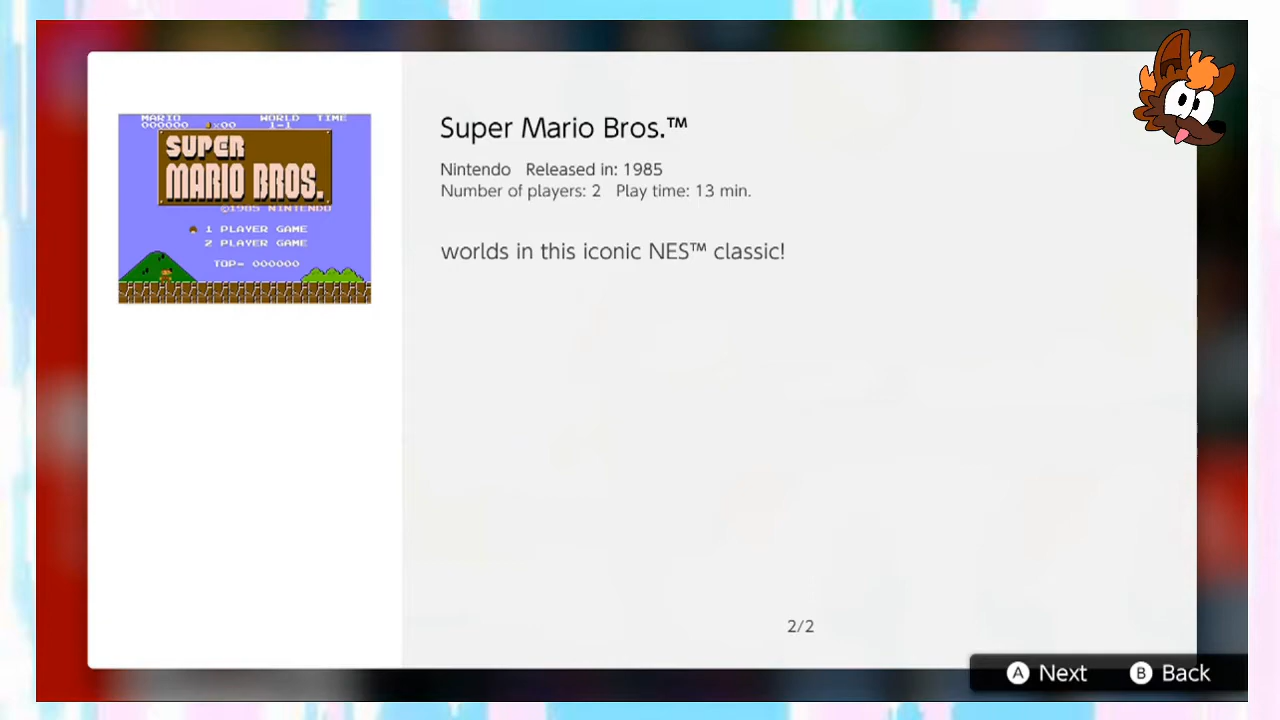 MARIO WORLD TIME
000000 x00 1-1
SUPER
MARIO BROS.
©1985 NINTENDO
1 PLAYER GAME
2 PLAYER GAME
TOP- 000000
Super Mario Bros.™
Nintendo Released in: 1985
Number of players: 2 Play time: 13 min.
worlds in this iconic NES™ classic!
2/2
A Next B Back